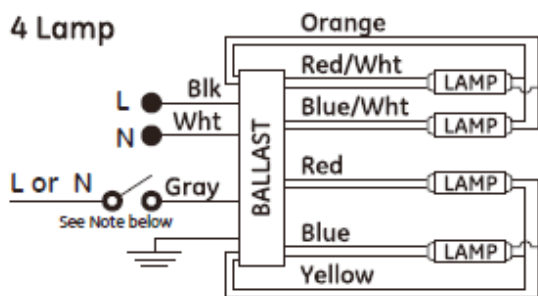 4 Lamp
Orange
Red/Wht
LAMP
L
Blk
Blue/Wht
LAMP
N
Wht
BALLAST
Red
LAMP
L or N
Gray
See Note below
Blue
LAMP
Yellow